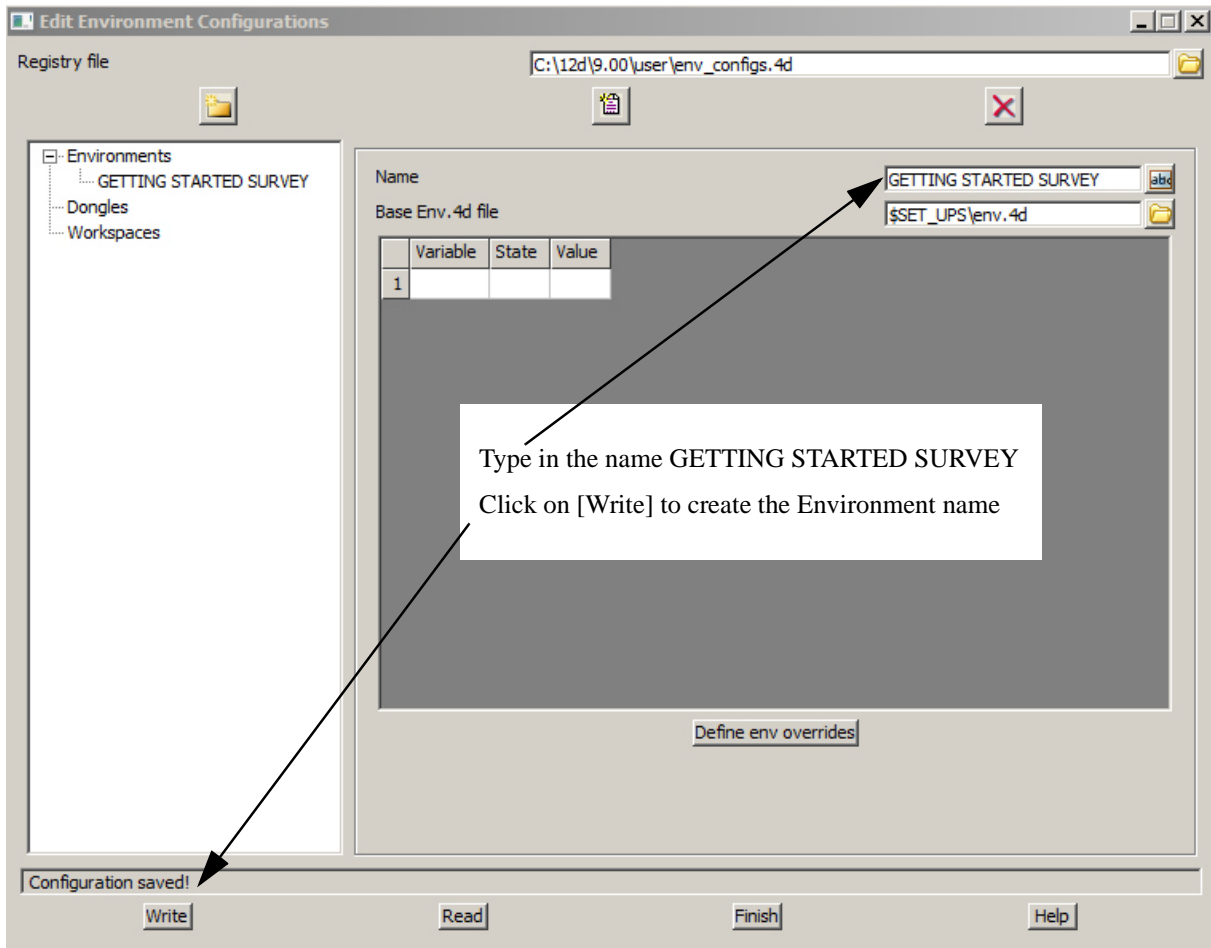 Edit Environment Configurations
Registry file
C:\12d\9.00\user\env_configs.4d
Environments
GETTING STARTED SURVEY
Dongles
Workspaces
Name
GETTING STARTED SURVEY
abc
Base Env.4d file
$SET_UPS\env.4d
Variable State Value
1
Type in the name GETTING STARTED SURVEY
Click on [Write] to create the Environment name
Define env overrides
Configuration saved!
Write Read Finish Help